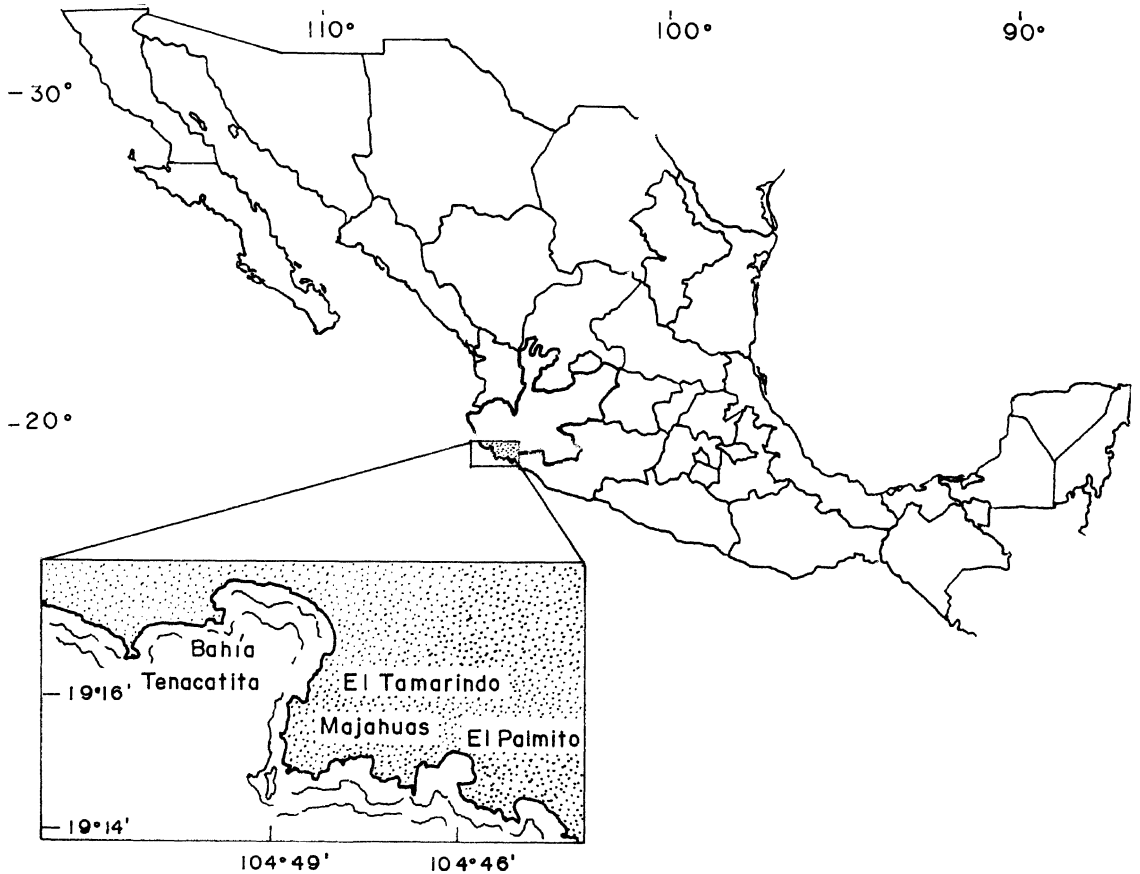 110°
100°
90°
-30°
-20°
Bahía
Tenacatita
19°16'
El Tamarindo
Majahuas
El Palmito
19°14'
104°49'
104°46'